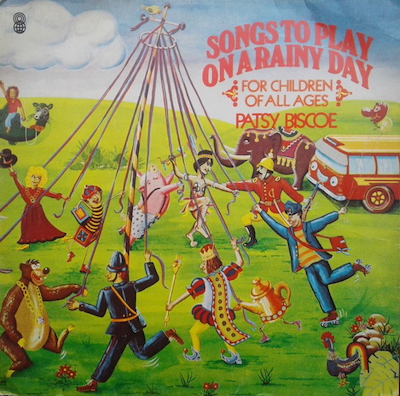 SONGS TO PLAY
ON A RAINY DAY
FOR CHILDREN
OF ALL AGES
PATSY BISCOE